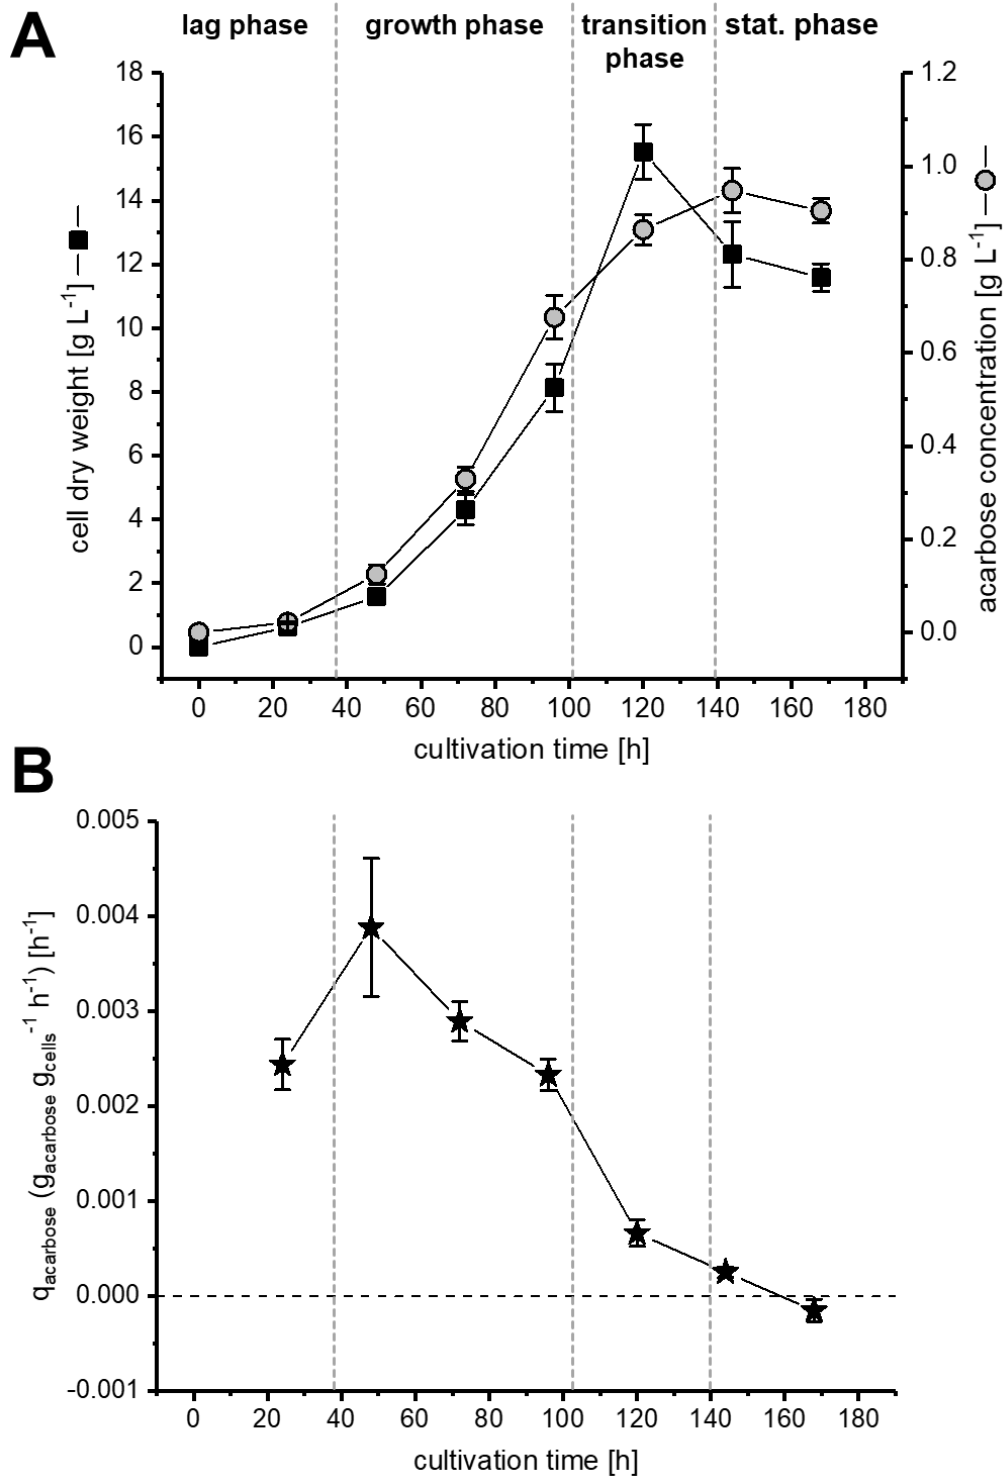 A
lag phase
growth phase
transition
phase
stat. phase
18
16
14
12
10
8
6
4
2
0
cell dry weight [g L⁻¹]
1.2
1.0
0.8
0.6
0.4
0.2
0.0
acarbose concentration [g L⁻¹]
0 20 40 60 80 100 120 140 160 180
cultivation time [h]
B
0.005
0.004
0.003
0.002
0.001
0.000
-0.001
q_acarbose (g_acarbose g_cells⁻¹ h⁻¹) [h⁻¹]
0 20 40 60 80 100 120 140 160 180
cultivation time [h]